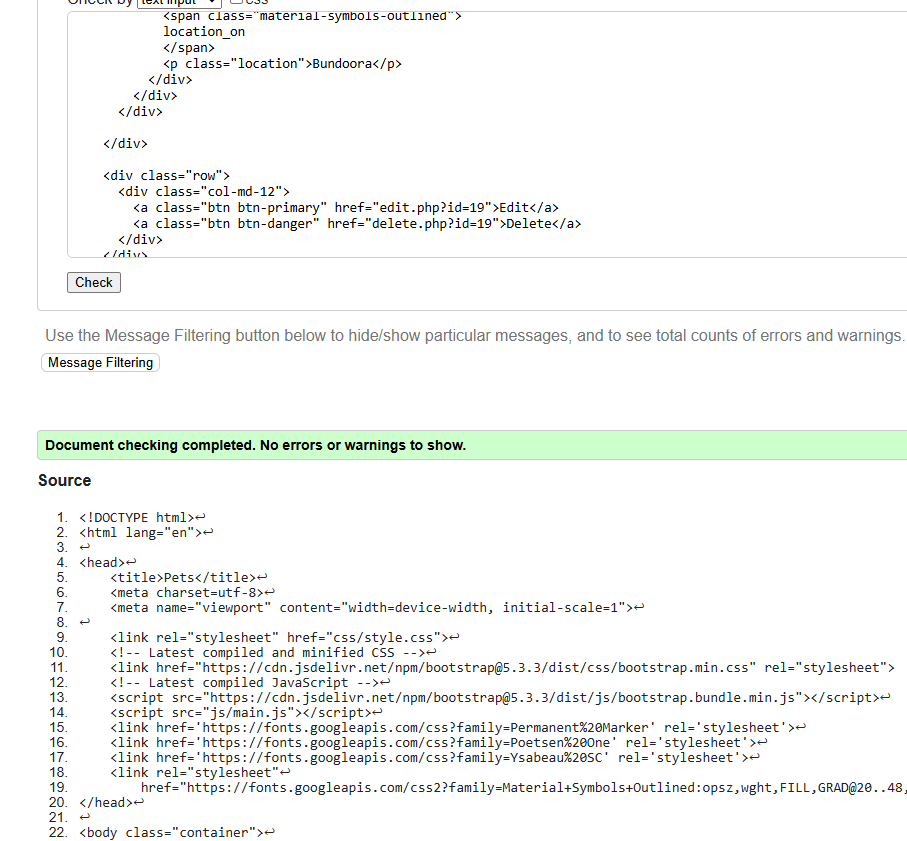 Check by text input css
<span class="material-symbols-outlined">
location_on
</span>
<p class="location">Bundoora</p>
</div>
</div>
</div>
</div>
<div class="row">
<div class="col-md-12">
<a class="btn btn-primary" href="edit.php?id=19">Edit</a>
<a class="btn btn-danger" href="delete.php?id=19">Delete</a>
</div>
</div>
Check
Use the Message Filtering button below to hide/show particular messages, and to see total counts of errors and warnings.
Message Filtering
Document checking completed. No errors or warnings to show.
Source
1. <!DOCTYPE html>↩
2. <html lang="en">↩
3. ↩
4. <head>↩
5. <title>Pets</title>↩
6. <meta charset=utf-8>↩
7. <meta name="viewport" content="width=device-width, initial-scale=1">↩
8. ↩
9. <link rel="stylesheet" href="css/style.css">↩
10. <!-- Latest compiled and minified CSS -->↩
11. <link href="https://cdn.jsdelivr.net/npm/bootstrap@5.3.3/dist/css/bootstrap.min.css" rel="stylesheet">
12. <!-- Latest compiled JavaScript -->↩
13. <script src="https://cdn.jsdelivr.net/npm/bootstrap@5.3.3/dist/js/bootstrap.bundle.min.js"></script>↩
14. <script src="js/main.js"></script>↩
15. <link href='https://fonts.googleapis.com/css?family=Permanent%20Marker' rel='stylesheet'>↩
16. <link href='https://fonts.googleapis.com/css?family=Poetsen%20One' rel='stylesheet'>↩
17. <link href='https://fonts.googleapis.com/css?family=Ysabeau%20SC' rel='stylesheet'>↩
18. <link rel="stylesheet"↩
19. href="https://fonts.googleapis.com/css2?family=Material+Symbols+Outlined:opsz,wght,FILL,GRAD@20..48,
20. </head>↩
21. ↩
22. <body class="container">↩